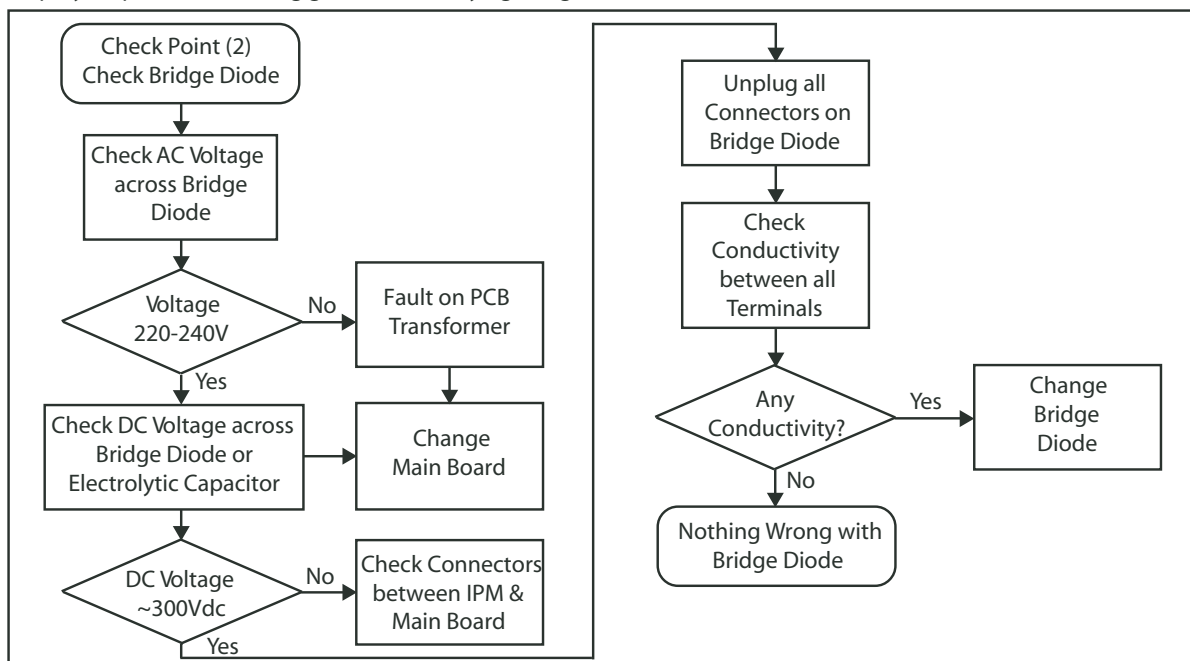 Check Point (2)
Check Bridge Diode
Check AC Voltage
across Bridge
Diode
Voltage
220-240V
No
Fault on PCB
Transformer
Yes
Check DC Voltage across
Bridge Diode or
Electrolytic Capacitor
Change
Main Board
DC Voltage
~300Vdc
No
Check Connectors
between IPM &
Main Board
Yes
Unplug all
Connectors on
Bridge Diode
Check
Conductivity
between all
Terminals
Any
Conductivity?
Yes
Change
Bridge
Diode
No
Nothing Wrong with
Bridge Diode